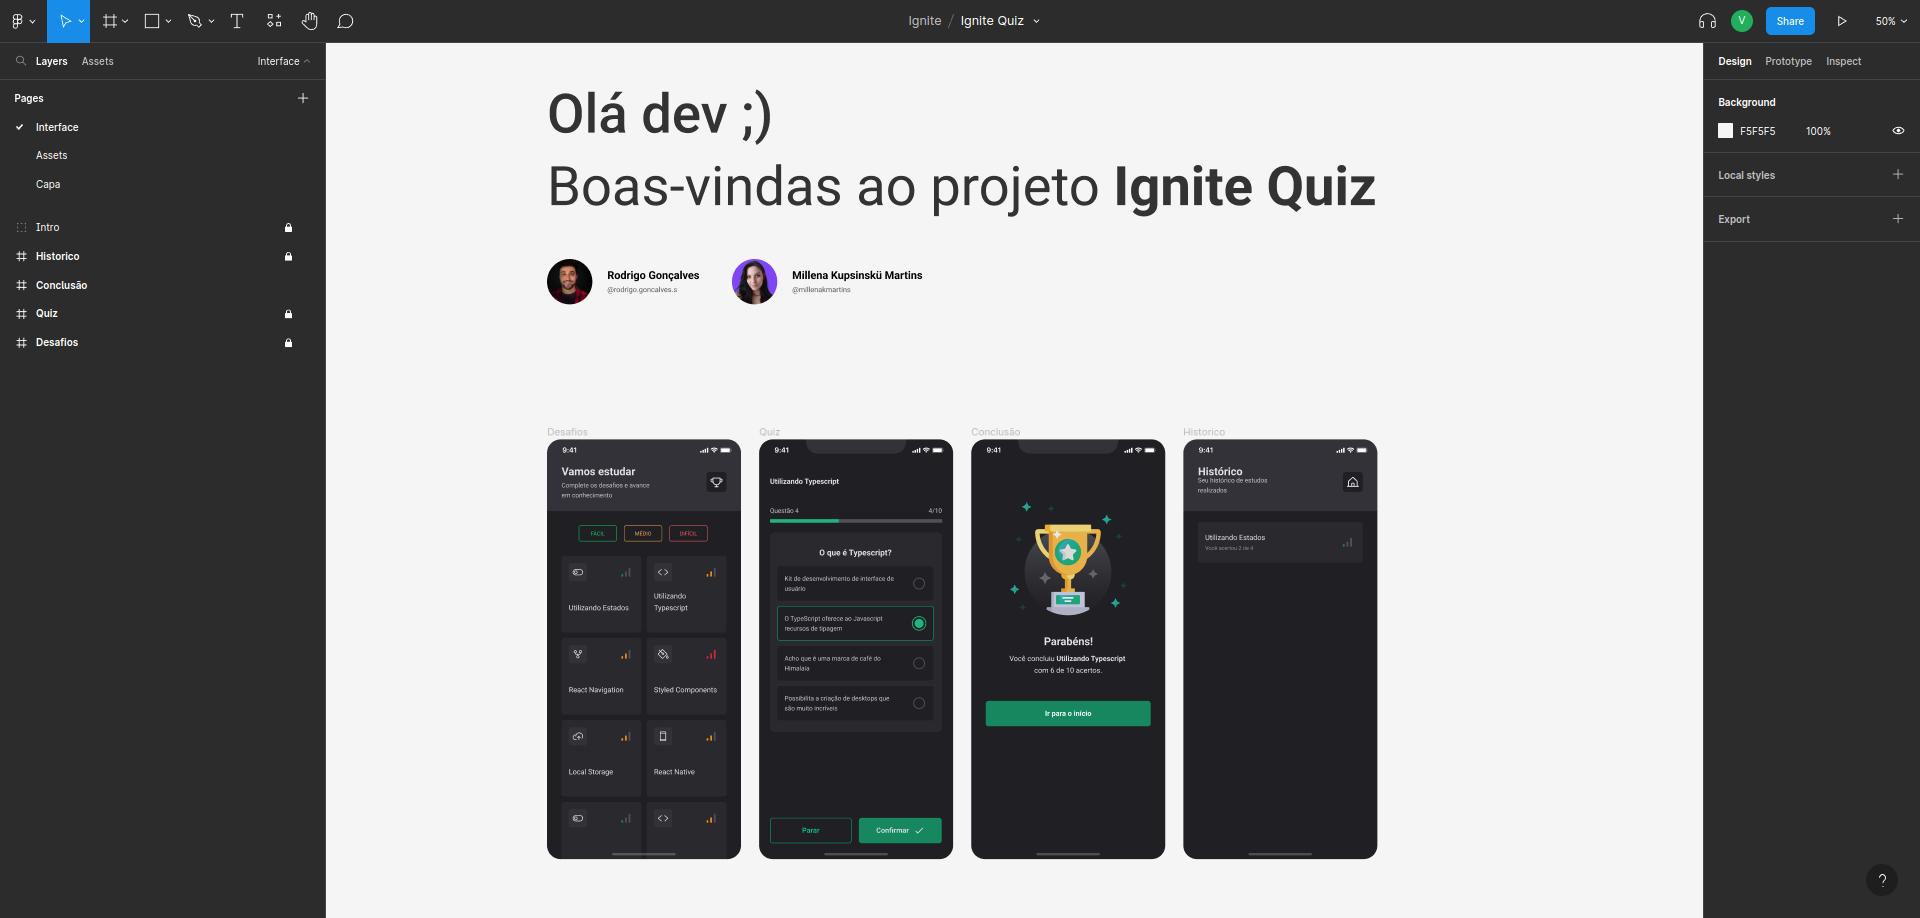 Ignite / Ignite Quiz
V
Share
50%
Layers
Assets
Interface
Pages
Interface
Assets
Capa
Intro
Historico
Conclusão
Quiz
Desafios
Olá dev ;)
Boas-vindas ao projeto Ignite Quiz
Rodrigo Gonçalves
@rodrigo.goncalves.s
Millena Kupsinskü Martins
@millenakmartins
Desafios
9:41
Vamos estudar
Complete os desafios e avance
em conhecimento
FÁCIL
MÉDIO
DIFÍCIL
Utilizando Estados
Utilizando
Typescript
React Navigation
Styled Components
Local Storage
React Native
Quiz
9:41
Utilizando Typescript
Questão 4
4/10
O que é Typescript?
Kit de desenvolvimento de interface de
usuário
O TypeScript oferece ao Javascript
recursos de tipagem
Acho que é uma marca de café do
Himalaia
Possibilita a criação de desktops que
são muito incríveis
Parar
Confirmar
Conclusão
9:41
Parabéns!
Você concluiu Utilizando Typescript
com 6 de 10 acertos.
Ir para o início
Historico
9:41
Histórico
Seu histórico de estudos
realizados
Utilizando Estados
Você acertou 2 de 4
Design
Prototype
Inspect
Background
F5F5F5
100%
Local styles
Export
?